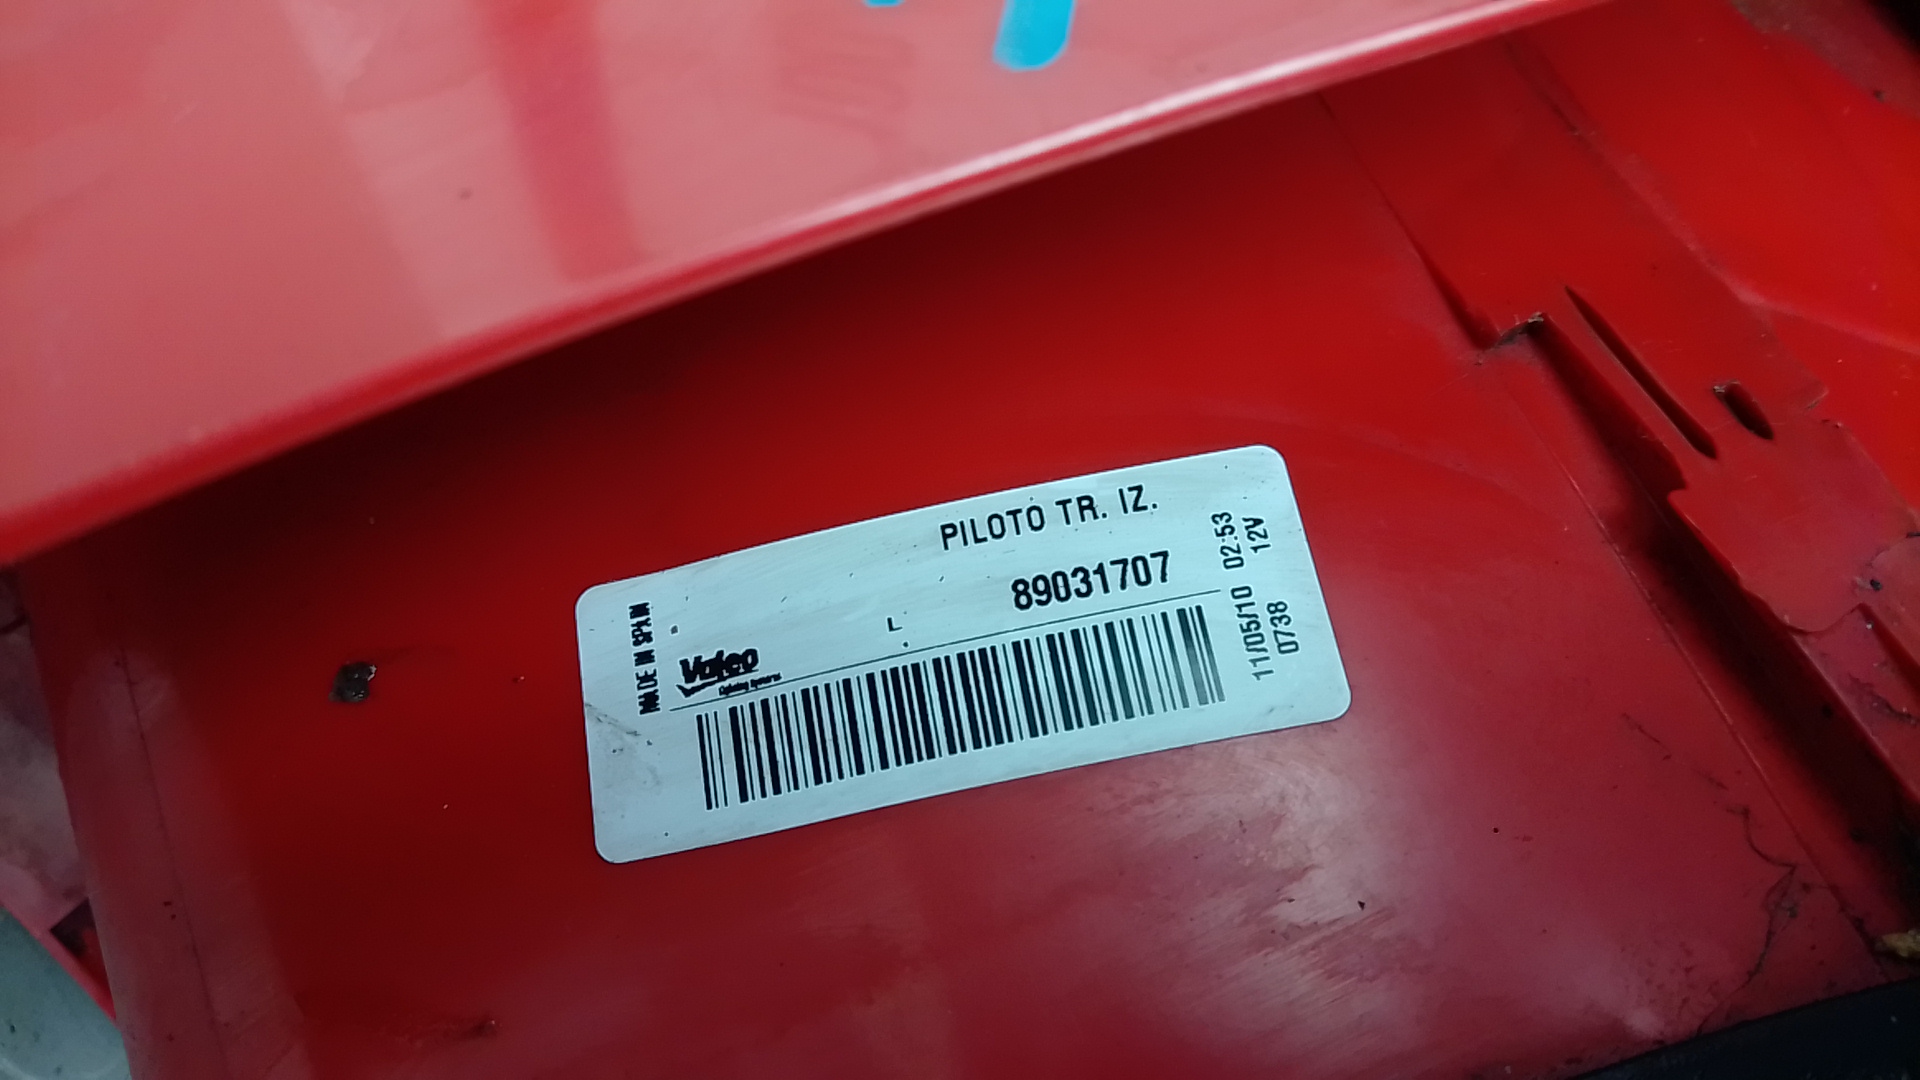 PILOTO TR. IZ.
89031707
L
MADE IN SPAIN
Valeo
11/05/10 02:53
0738 12V